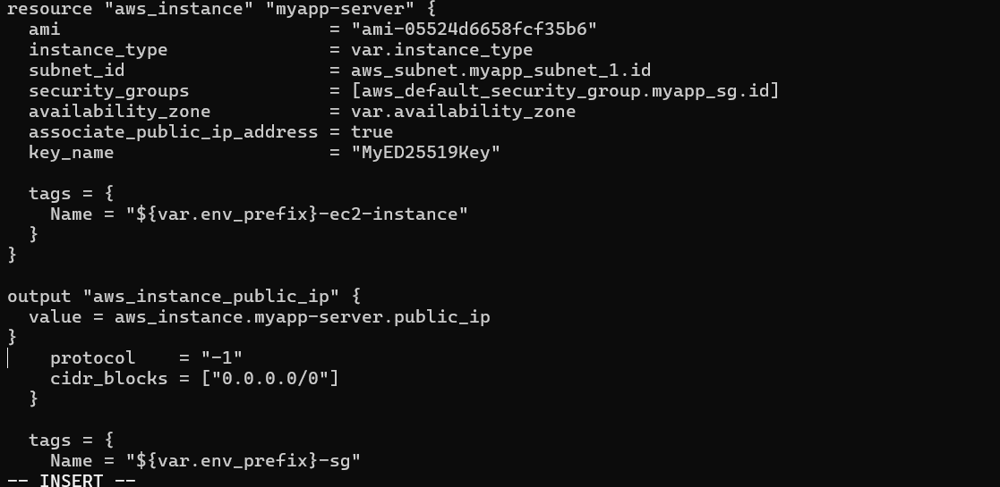 resource "aws_instance" "myapp-server" {
  ami                         = "ami-05524d6658fcf35b6"
  instance_type               = var.instance_type
  subnet_id                   = aws_subnet.myapp_subnet_1.id
  security_groups             = [aws_default_security_group.myapp_sg.id]
  availability_zone           = var.availability_zone
  associate_public_ip_address = true
  key_name                    = "MyED25519Key"

  tags = {
    Name = "${var.env_prefix}-ec2-instance"
  }
}

output "aws_instance_public_ip" {
  value = aws_instance.myapp-server.public_ip
}
    protocol    = "-1"
    cidr_blocks = ["0.0.0.0/0"]
  }

  tags = {
    Name = "${var.env_prefix}-sg"
-- INSERT --